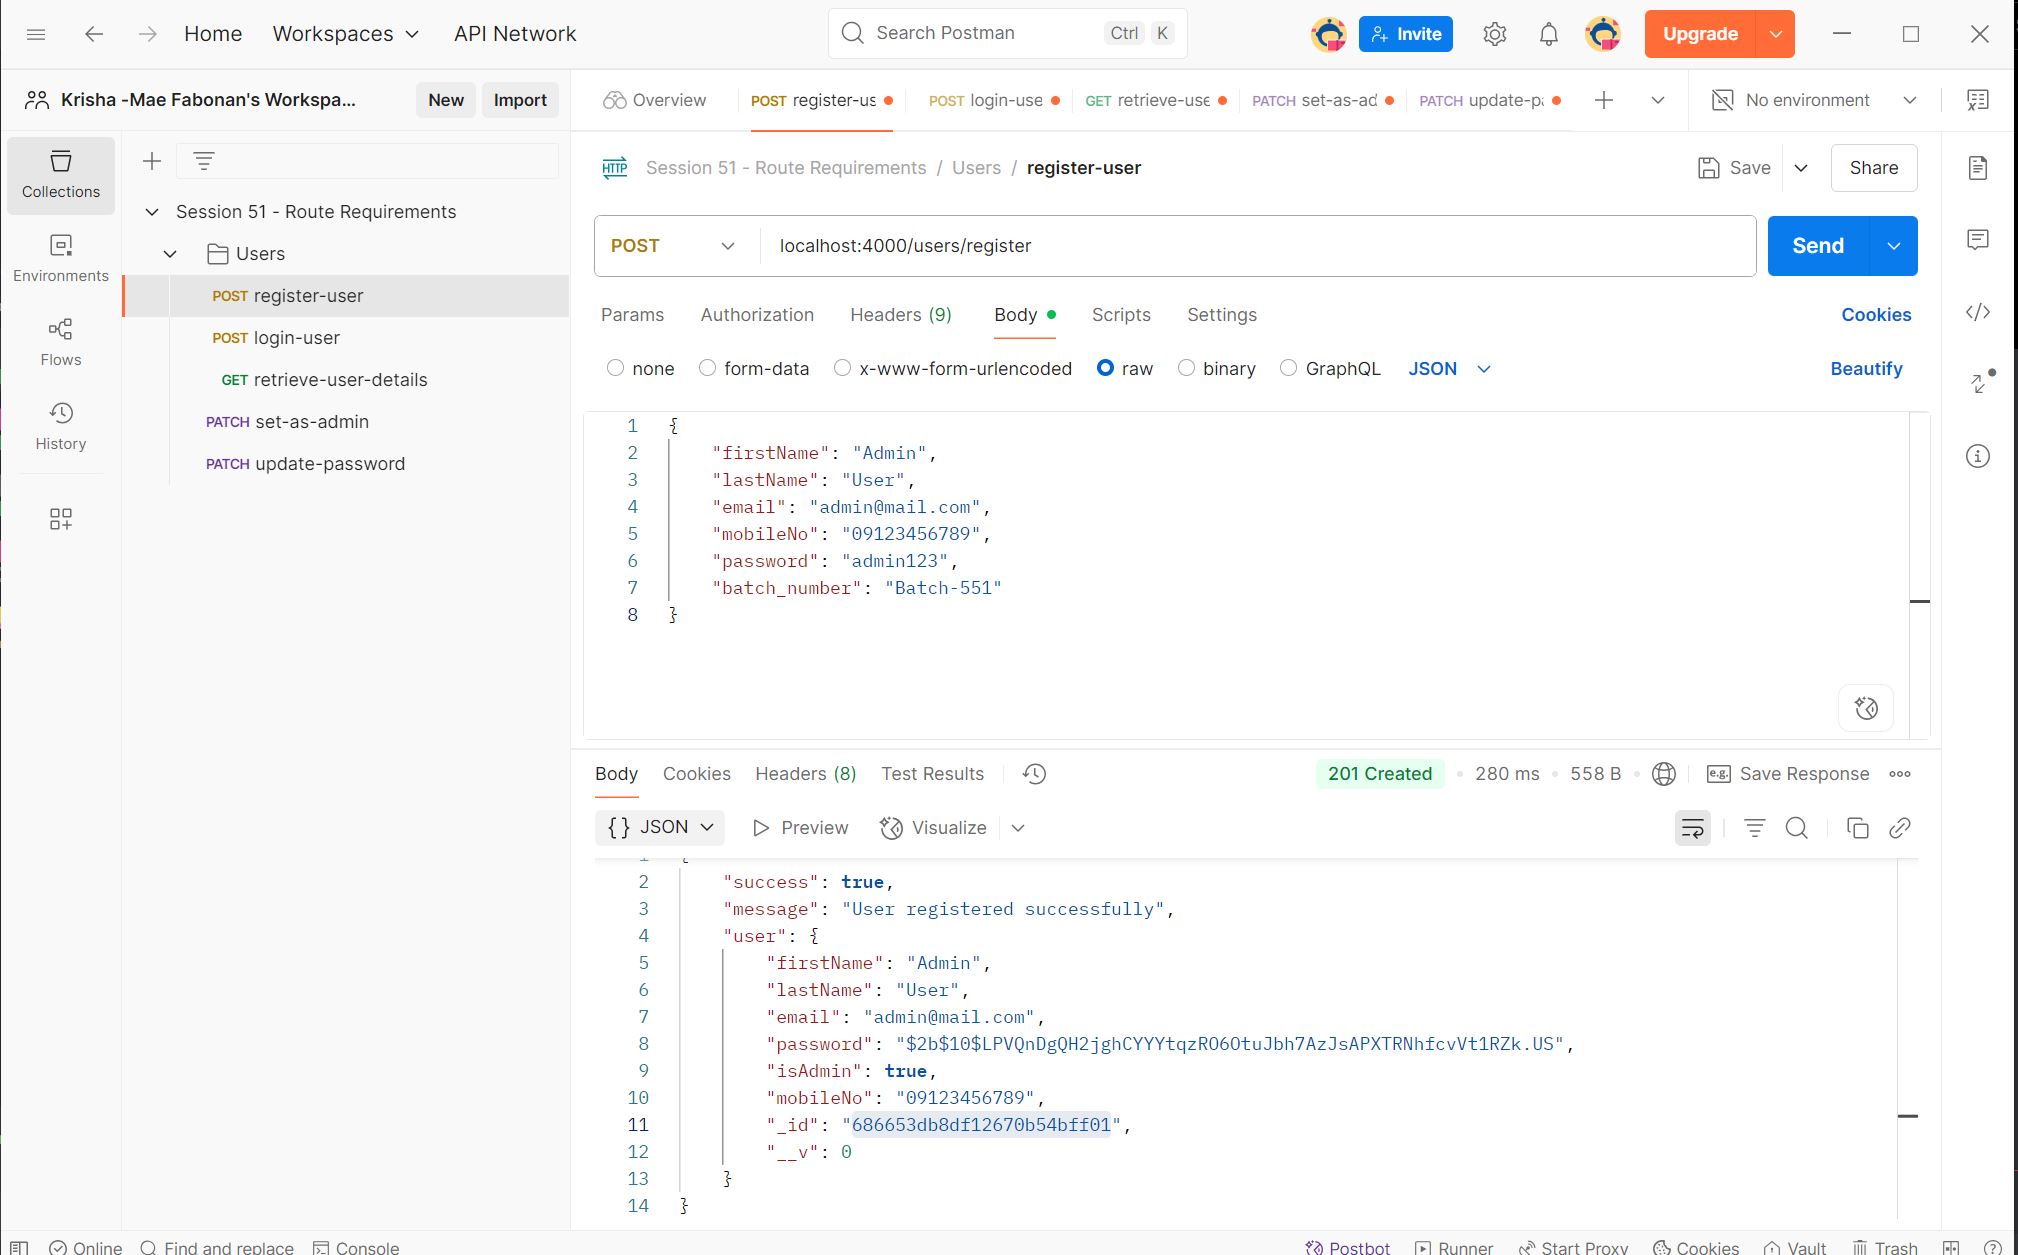 Home Workspaces API Network Search Postman Ctrl K Invite Upgrade
Krisha -Mae Fabonan's Workspa... New Import
Overview POST register-us POST login-use GET retrieve-use PATCH set-as-ad PATCH update-pa No environment
Collections
Environments
Flows
History
Session 51 - Route Requirements
Users
POST register-user
POST login-user
GET retrieve-user-details
PATCH set-as-admin
PATCH update-password
HTTP Session 51 - Route Requirements / Users / register-user Save Share
POST localhost:4000/users/register Send
Params Authorization Headers (9) Body Scripts Settings Cookies
none form-data x-www-form-urlencoded raw binary GraphQL JSON Beautify
1 {
2 "firstName": "Admin",
3 "lastName": "User",
4 "email": "admin@mail.com",
5 "mobileNo": "09123456789",
6 "password": "admin123",
7 "batch_number": "Batch-551"
8 }
Body Cookies Headers (8) Test Results 201 Created 280 ms 558 B e.g. Save Response
{} JSON Preview Visualize
1 {
2 "success": true,
3 "message": "User registered successfully",
4 "user": {
5 "firstName": "Admin",
6 "lastName": "User",
7 "email": "admin@mail.com",
8 "password": "$2b$10$LPVQnDgQH2jghCYYYtqzRO6OtuJbh7AzJsAPXTRNhfcvVt1RZk.US",
9 "isAdmin": true,
10 "mobileNo": "09123456789",
11 "_id": "686653db8df12670b54bff01",
12 "__v": 0
13 }
14 }
Online Find and replace Console Postbot Runner Start Proxy Cookies Vault Trash